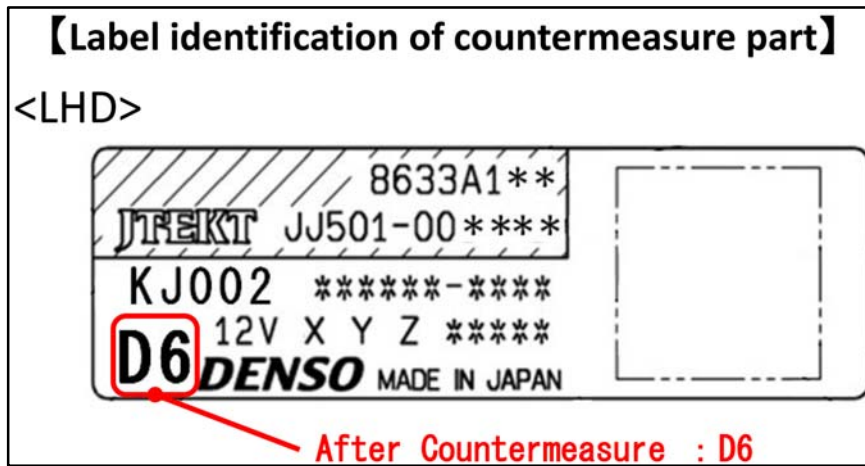 【Label identification of countermeasure part】
<LHD>
8633A1**
JTEKT JJ501-00****
KJ002 ******-****
12V X Y Z *****
D6
DENSO MADE IN JAPAN
After Countermeasure : D6